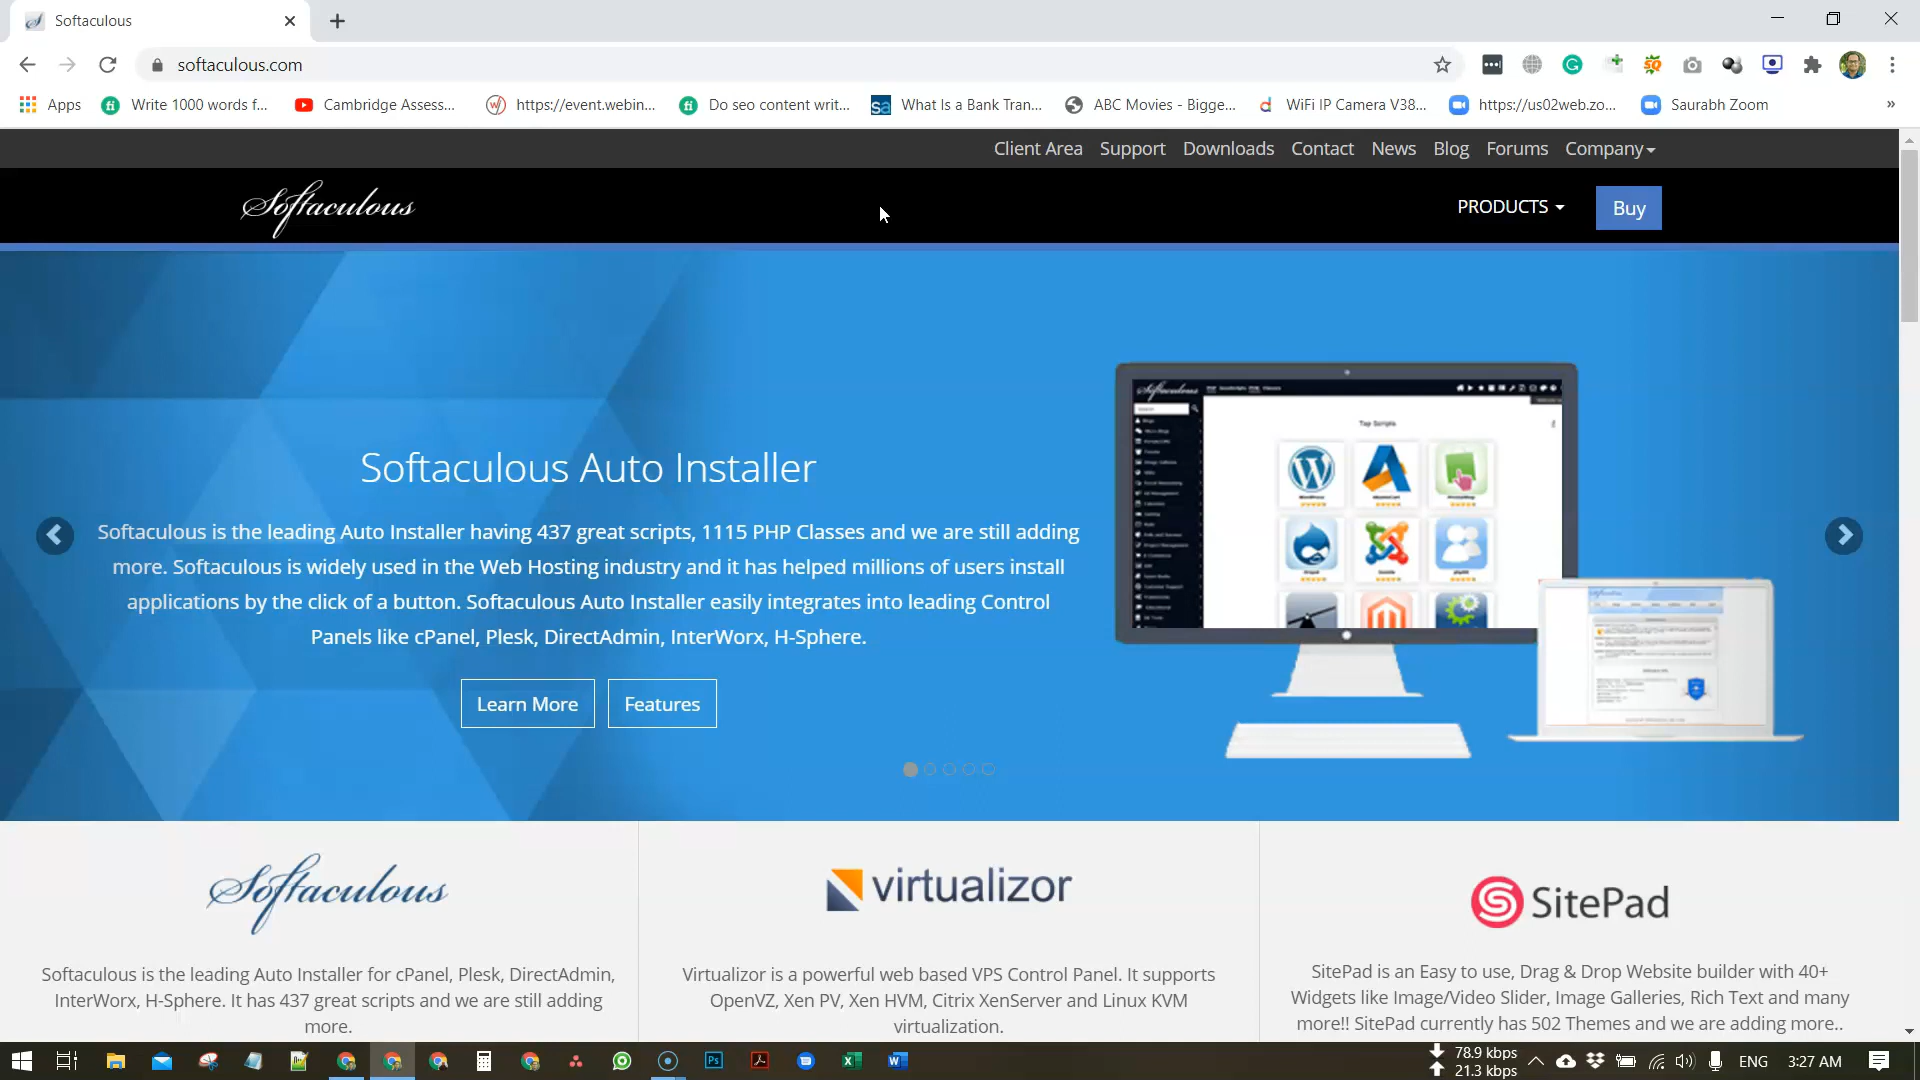 Softaculous
softaculous.com
Apps
Write 1000 words f...
Cambridge Assess...
https://event.webin...
Do seo content writ...
What Is a Bank Tran...
ABC Movies - Bigge...
WiFi IP Camera V38...
https://us02web.zo...
Saurabh Zoom
»
Client Area
Support
Downloads
Contact
News
Blog
Forums
Company
Softaculous
PRODUCTS
Buy
Softaculous Auto Installer
Softaculous is the leading Auto Installer having 437 great scripts, 1115 PHP Classes and we are still adding
more. Softaculous is widely used in the Web Hosting industry and it has helped millions of users install
applications by the click of a button. Softaculous Auto Installer easily integrates into leading Control
Panels like cPanel, Plesk, DirectAdmin, InterWorx, H-Sphere.
Learn More
Features
Softaculous
Top Scripts
Softaculous
virtualizor
SitePad
Softaculous is the leading Auto Installer for cPanel, Plesk, DirectAdmin,
InterWorx, H-Sphere. It has 437 great scripts and we are still adding
more.
Virtualizor is a powerful web based VPS Control Panel. It supports
OpenVZ, Xen PV, Xen HVM, Citrix XenServer and Linux KVM
virtualization.
SitePad is an Easy to use, Drag & Drop Website builder with 40+
Widgets like Image/Video Slider, Image Galleries, Rich Text and many
more!! SitePad currently has 502 Themes and we are adding more..
78.9 kbps
21.3 kbps
ENG
3:27 AM